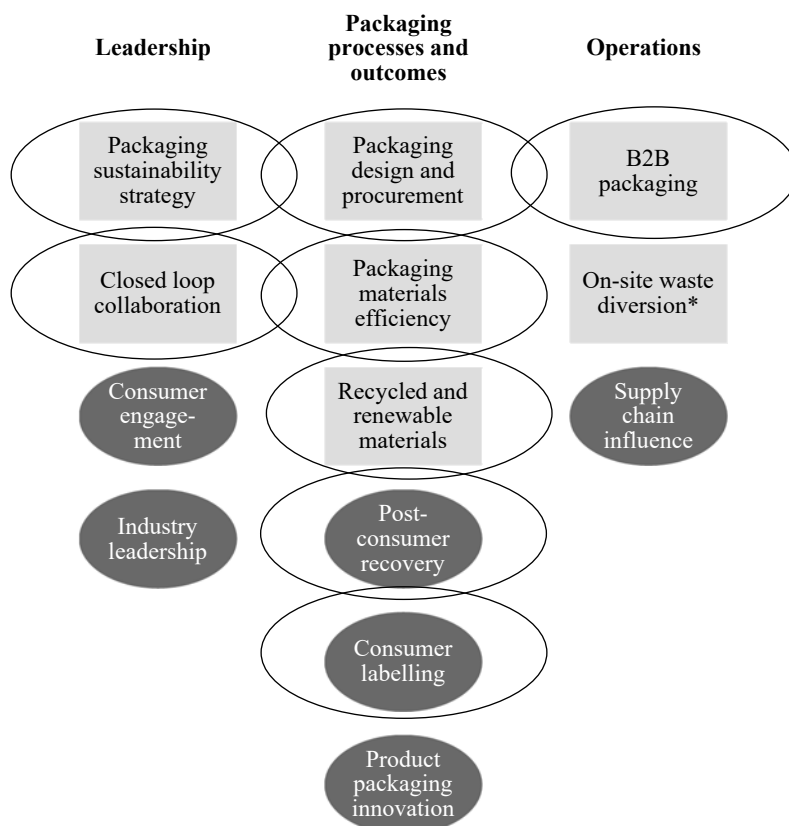 Leadership
Packaging
processes and
outcomes
Operations
Packaging
sustainability
strategy
Packaging
design and
procurement
B2B
packaging
Closed loop
collaboration
Packaging
materials
efficiency
On-site waste
diversion*
Consumer
engage-
ment
Recycled and
renewable
materials
Supply
chain
influence
Industry
leadership
Post-
consumer
recovery
Consumer
labelling
Product
packaging
innovation